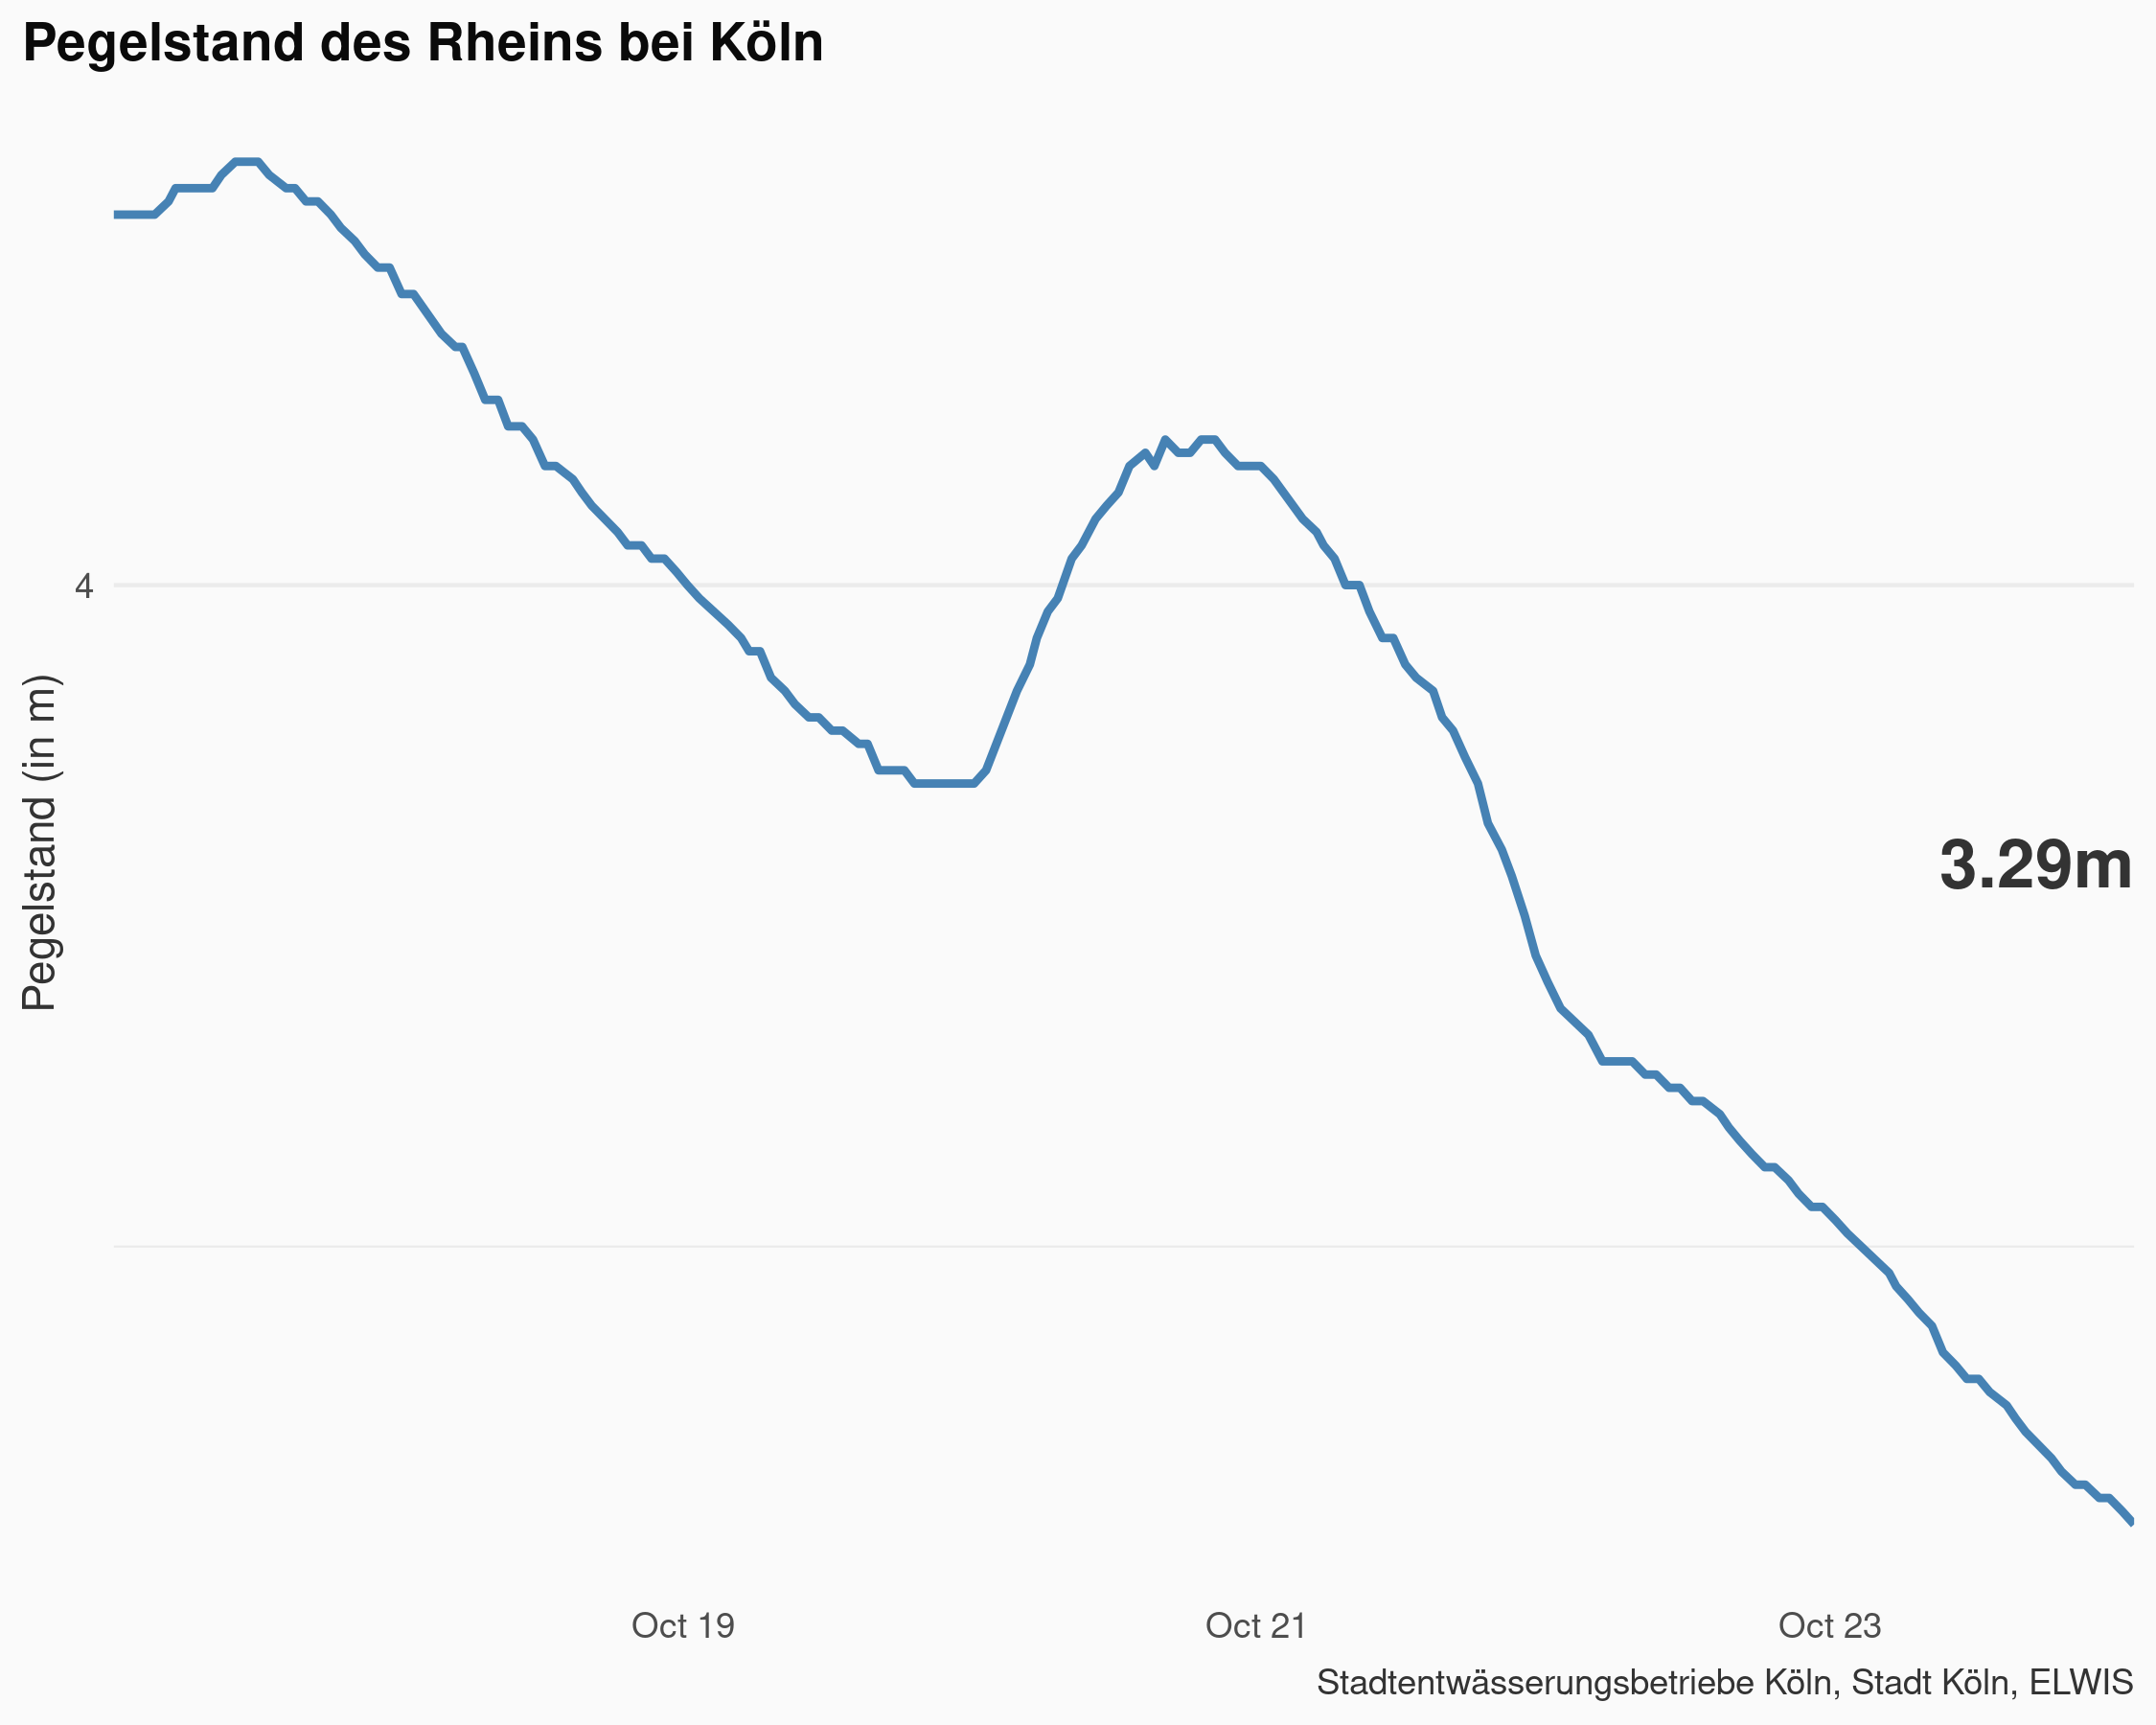 Pegelstand des Rheins bei Köln
4
Pegelstand (in m)
3.29m
Oct 19
Oct 21
Oct 23
Stadtentwässerungsbetriebe Köln, Stadt Köln, ELWIS